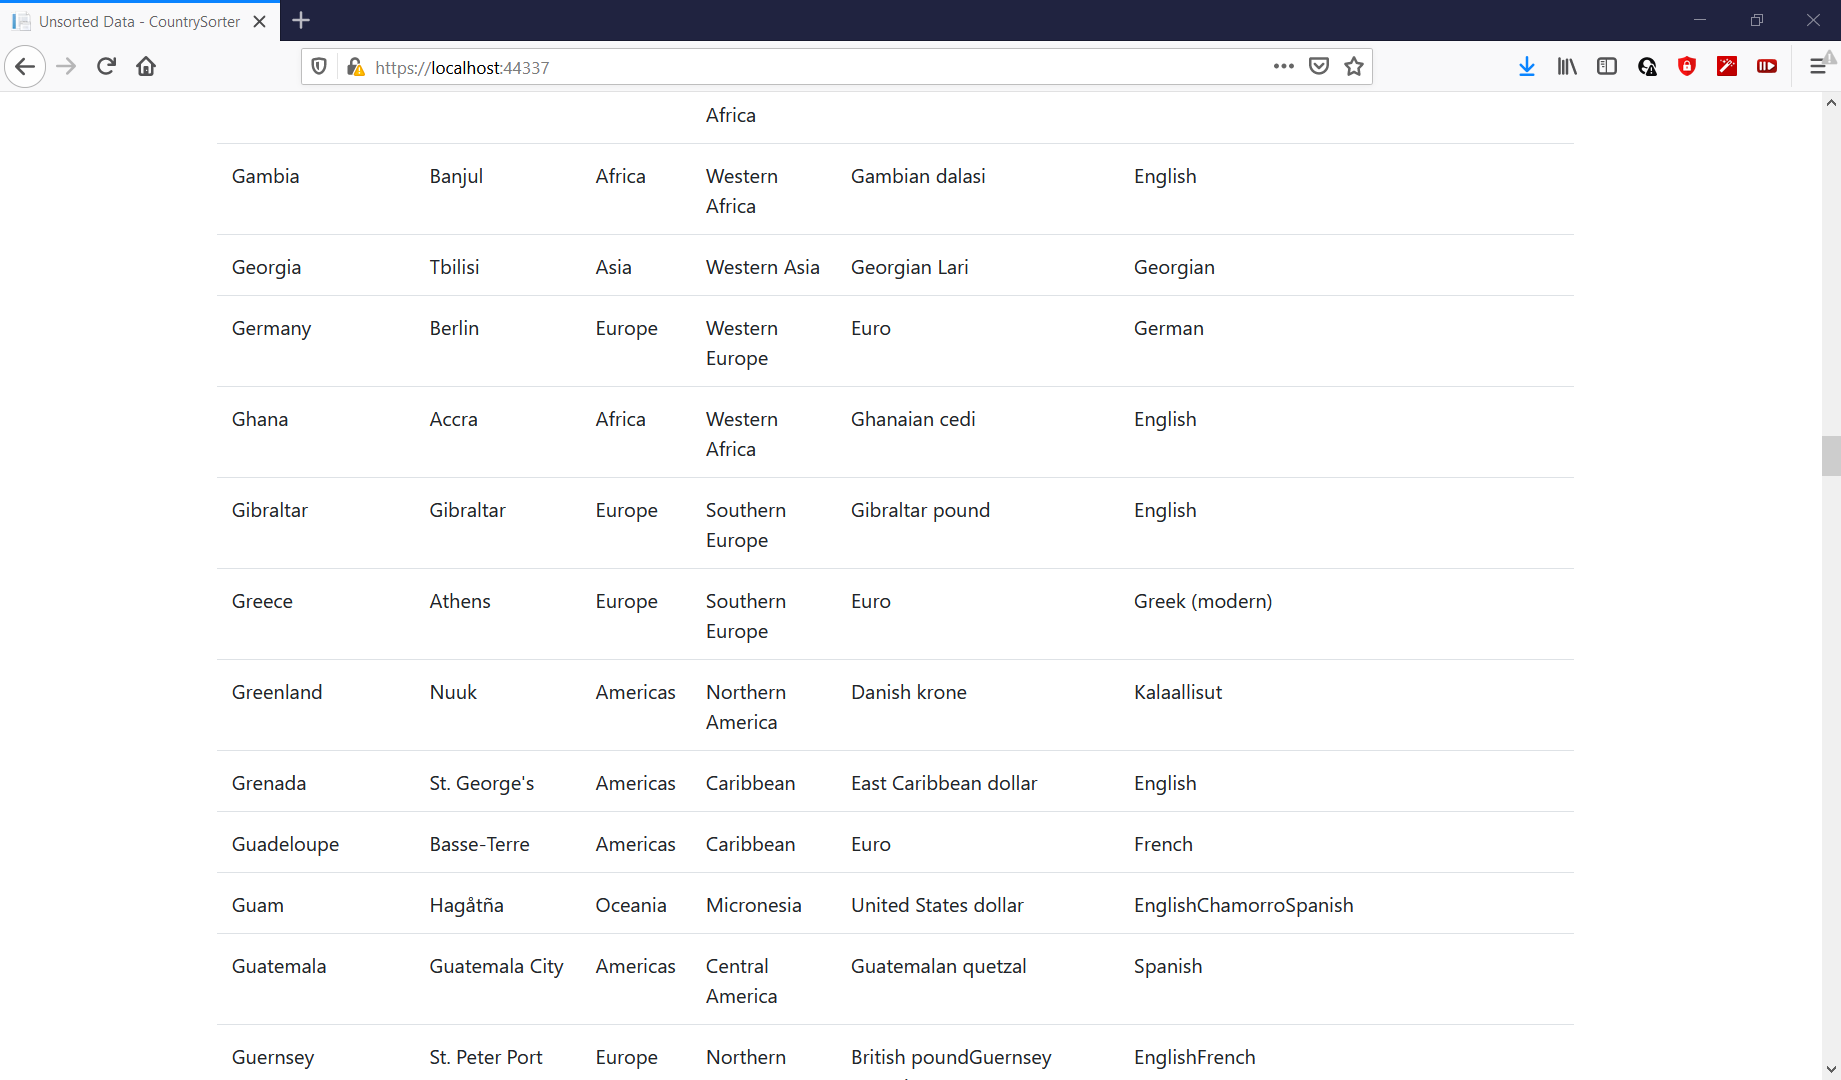 Unsorted Data - CountrySorter
https://localhost:44337
Africa
Gambia Banjul Africa Western Gambian dalasi English
Africa
Georgia Tbilisi Asia Western Asia Georgian Lari Georgian
Germany Berlin Europe Western Euro German
Europe
Ghana Accra Africa Western Ghanaian cedi English
Africa
Gibraltar Gibraltar Europe Southern Gibraltar pound English
Europe
Greece Athens Europe Southern Euro Greek (modern)
Europe
Greenland Nuuk Americas Northern Danish krone Kalaallisut
America
Grenada St. George's Americas Caribbean East Caribbean dollar English
Guadeloupe Basse-Terre Americas Caribbean Euro French
Guam Hagåtña Oceania Micronesia United States dollar EnglishChamorroSpanish
Guatemala Guatemala City Americas Central Guatemalan quetzal Spanish
America
Guernsey St. Peter Port Europe Northern British poundGuernsey EnglishFrench